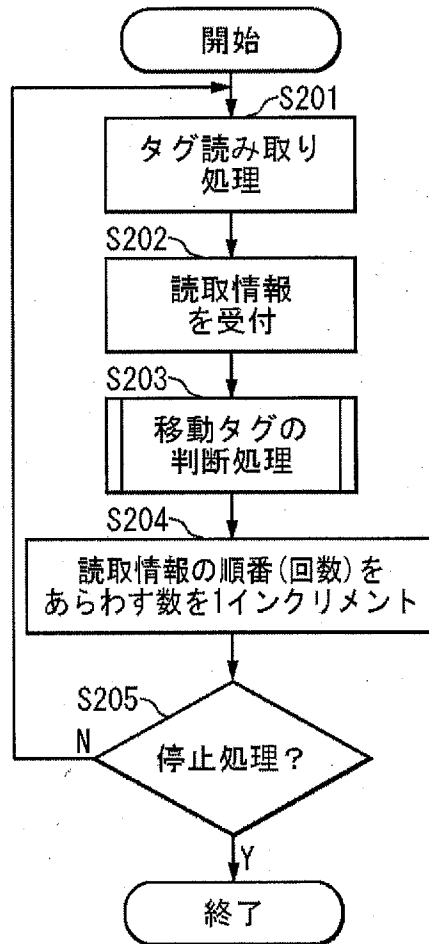 開始
S201
タグ読み取り
処理
S202
読取情報
を受付
S203
移動タグの
判断処理
S204
読取情報の順番(回数)を
あらわす数を1インクリメント
S205
N
停止処理?
Y
終了